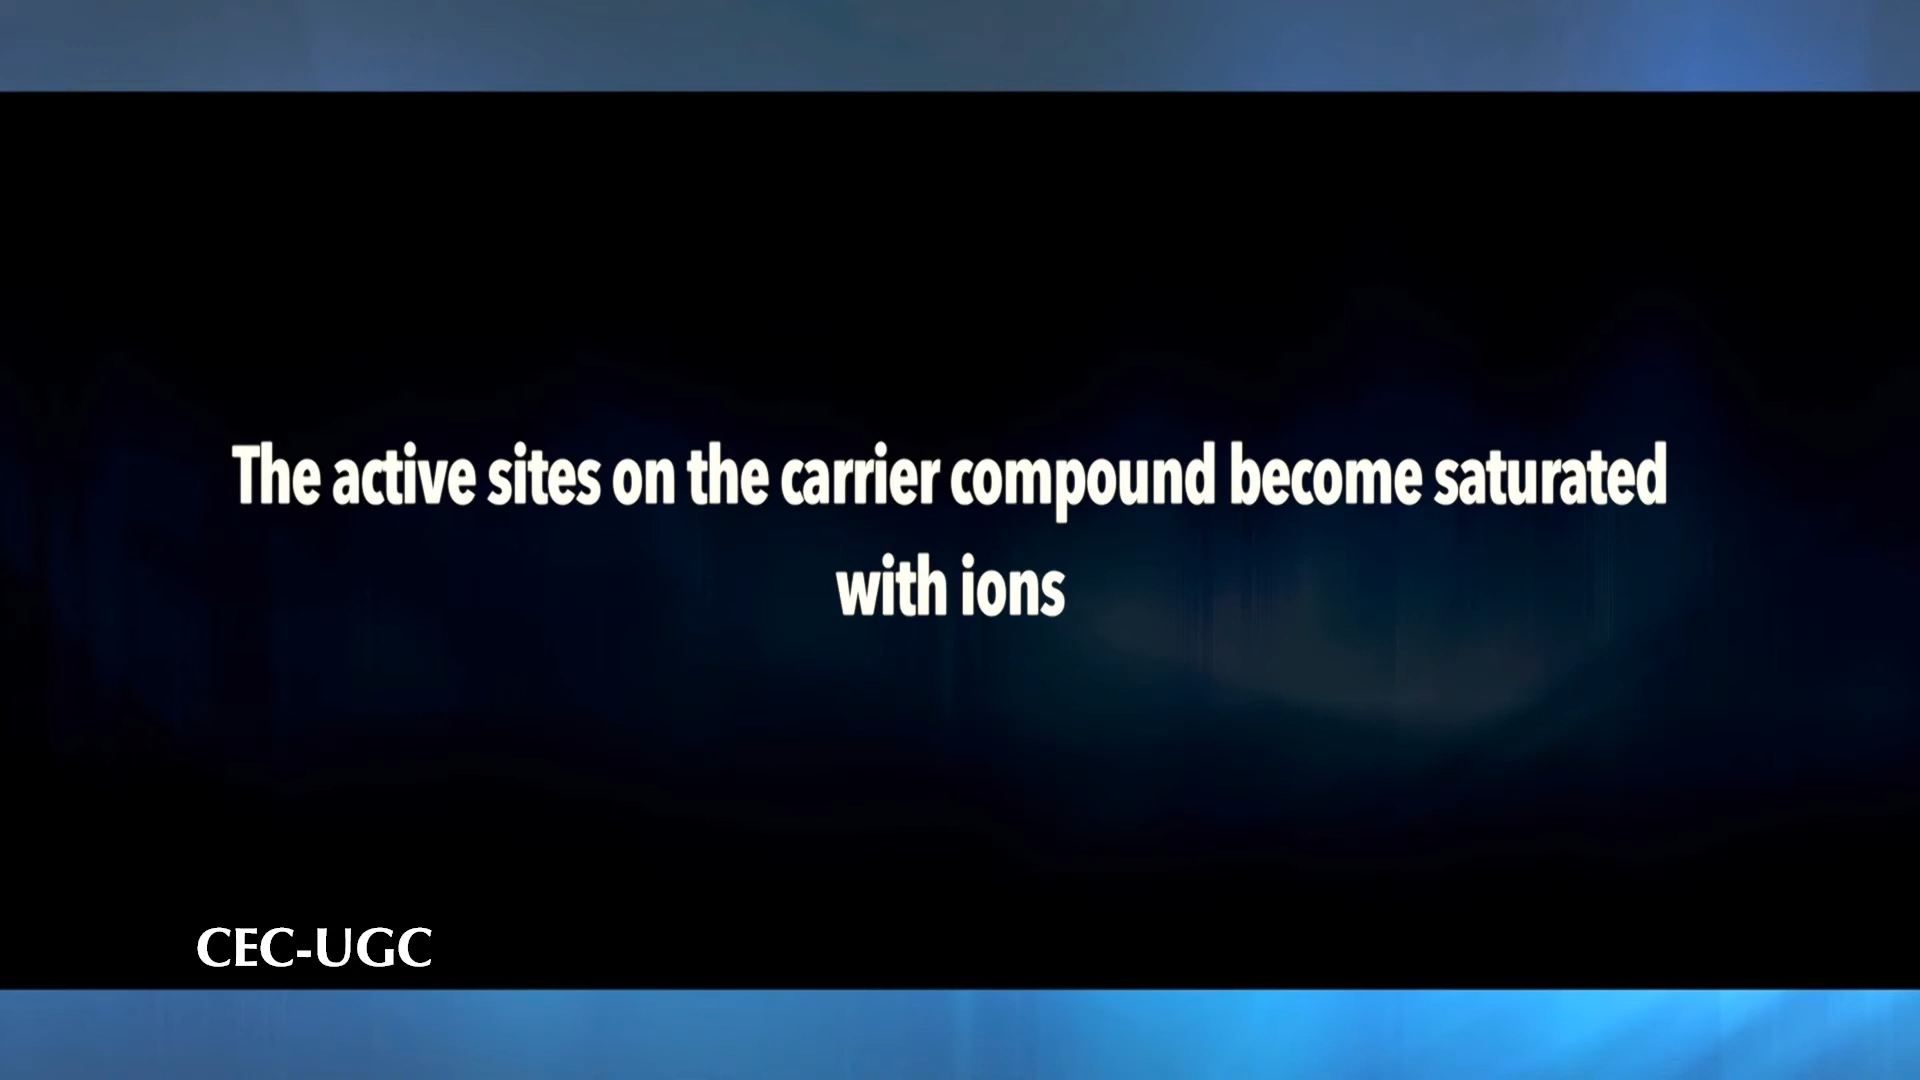 The active sites on the carrier compound become saturated
with ions
CEC-UGC